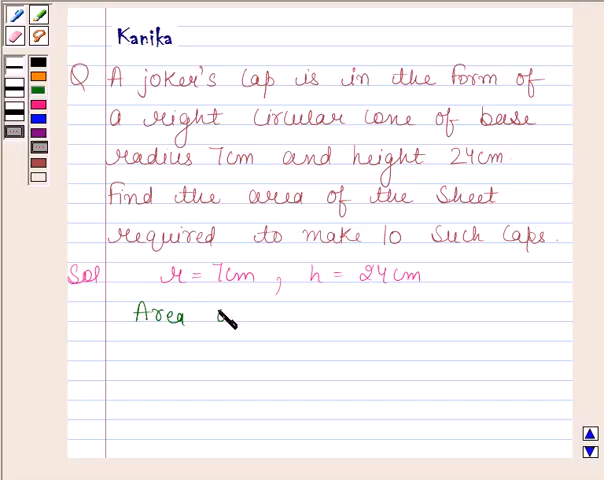 Kanika
Q A joker's cap is in the form of
a right circular cone of base
radius 7cm and height 24cm.
Find the area of the sheet
required to make 10 such caps.
Sol r = 7cm, h = 24cm
Area